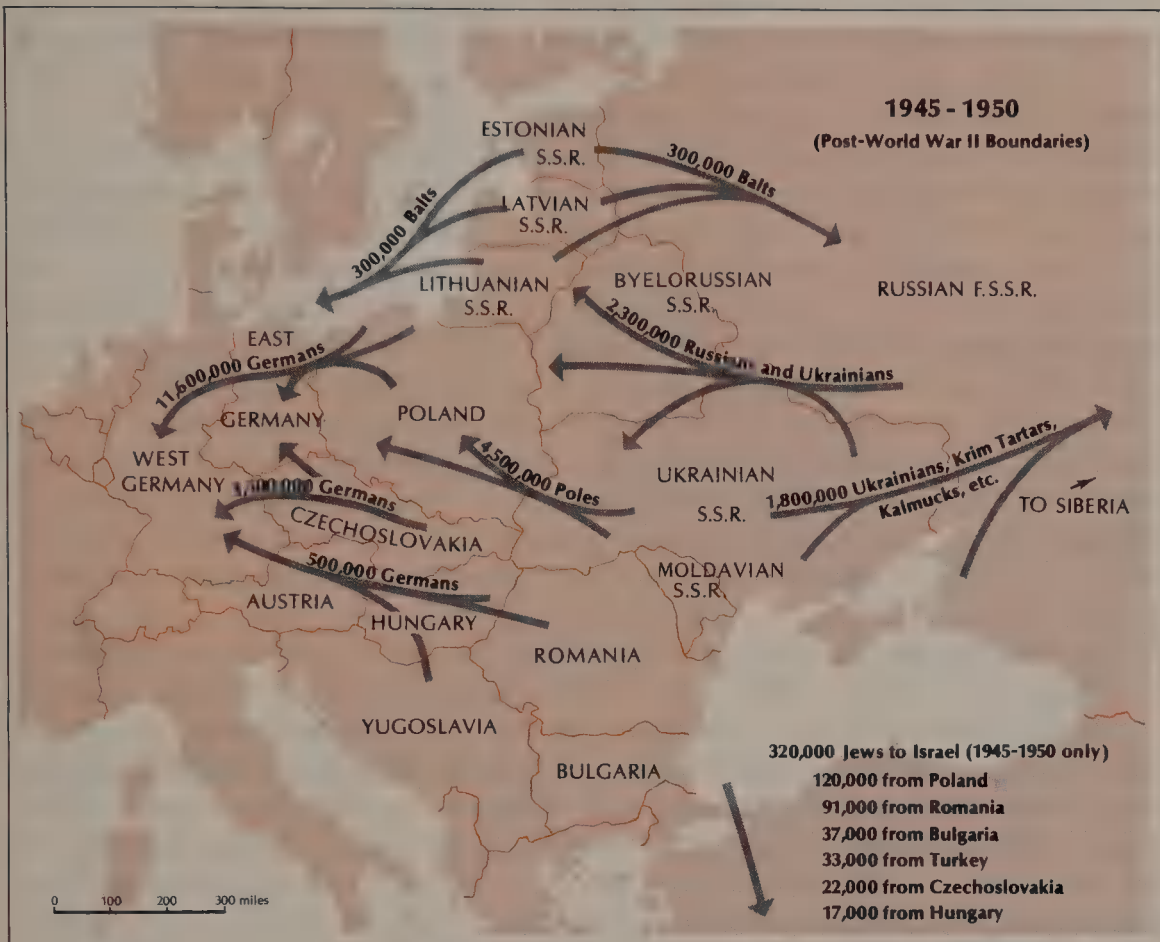 1945 - 1950
(Post-World War II Boundaries)
ESTONIAN
S.S.R.
300,000 Balts
300,000 Balts
LATVIAN
S.S.R.
LITHUANIAN
S.S.R.
BYELORUSSIAN
S.S.R.
RUSSIAN F.S.S.R.
2,300,000 Russians and Ukrainians
EAST
GERMANY
11,600,000 Germans
POLAND
WEST
GERMANY
4,500,000 Poles
UKRAINIAN
S.S.R.
1,800,000 Ukrainians, Krim Tartars,
Kalmucks, etc.
TO SIBERIA
Germans
CZECHOSLOVAKIA
500,000 Germans
MOLDAVIAN
S.S.R.
AUSTRIA
HUNGARY
ROMANIA
YUGOSLAVIA
BULGARIA
320,000 Jews to Israel (1945-1950 only)
120,000 from Poland
91,000 from Romania
37,000 from Bulgaria
33,000 from Turkey
22,000 from Czechoslovakia
17,000 from Hungary
0 100 200 300 miles